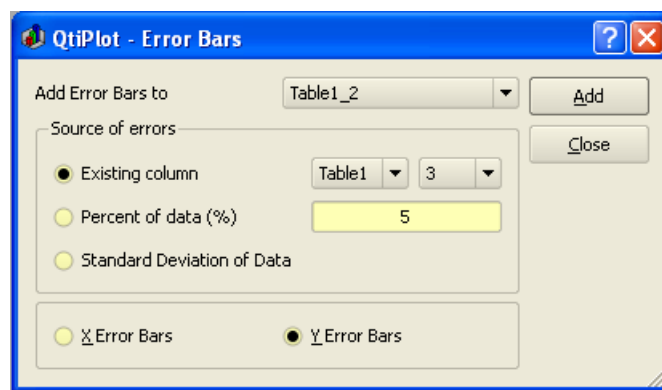 QtiPlot - Error Bars
Add Error Bars to Table1_2 Add
Source of errors Close
Existing column Table1 3
Percent of data (%) 5
Standard Deviation of Data
X Error Bars Y Error Bars